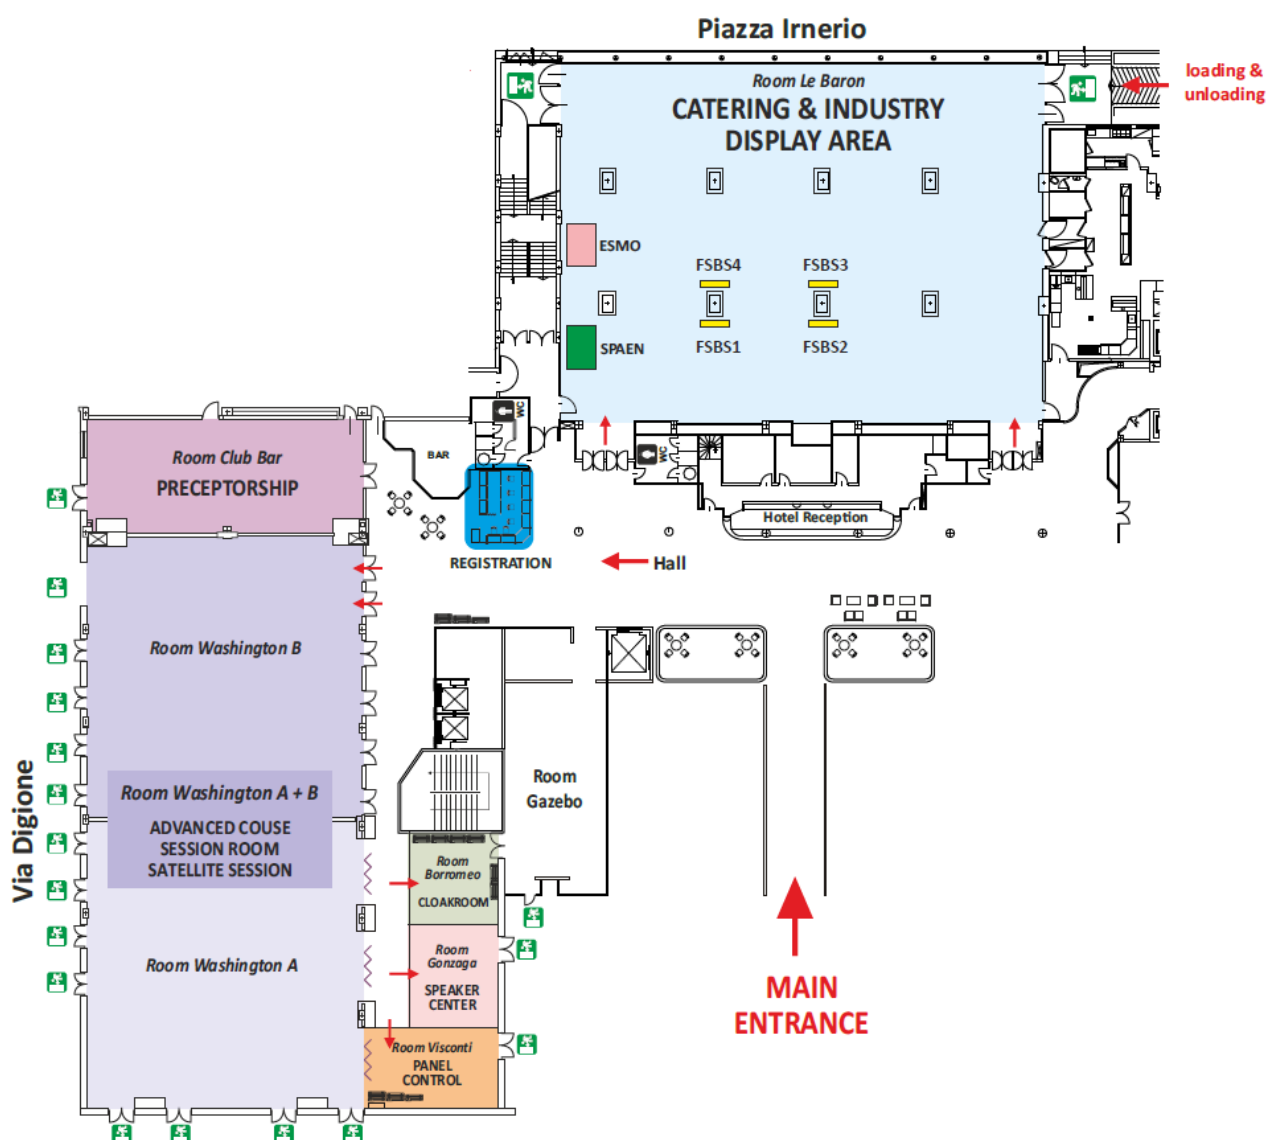 Piazza Irnerio
loading &
unloading
Room Le Baron
CATERING & INDUSTRY
DISPLAY AREA
ESMO
FSBS4
FSBS3
SPAEN
FSBS1
FSBS2
WC
WC
BAR
Room Club Bar
PRECEPTORSHIP
Hotel Reception
REGISTRATION
Hall
Room Washington B
Via Digione
Room Washington A + B
ADVANCED COUSE
SESSION ROOM
SATELLITE SESSION
Room
Gazebo
Room
Borromeo
CLOAKROOM
Room Washington A
Room
Gonzaga
SPEAKER
CENTER
MAIN
ENTRANCE
Room Visconti
PANEL
CONTROL